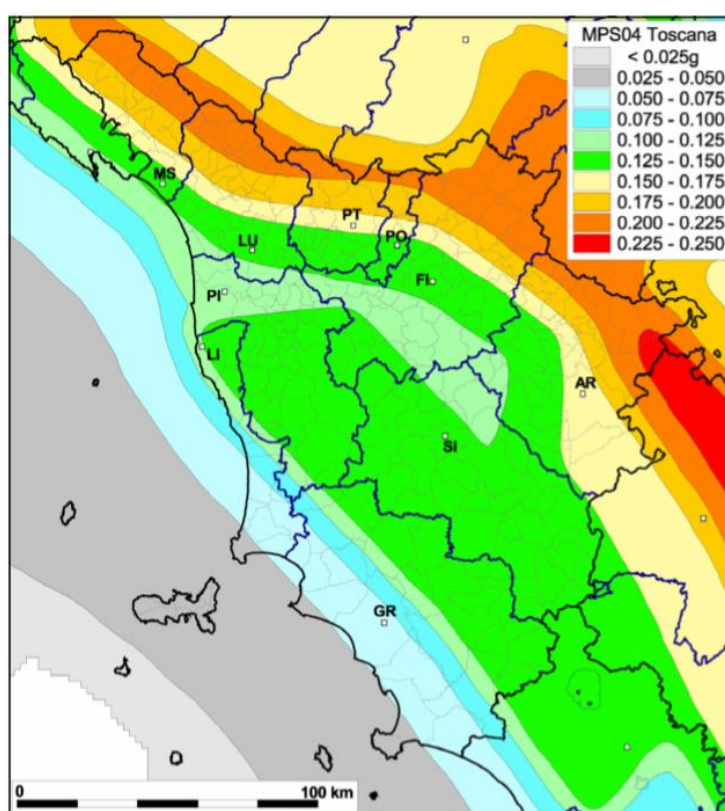 MPS04 Toscana
< 0.025g
0.025 - 0.050
0.050 - 0.075
0.075 - 0.100
0.100 - 0.125
0.125 - 0.150
0.150 - 0.175
0.175 - 0.200
0.200 - 0.225
0.225 - 0.250
MS
PT
LU
PO
PI
FI
LI
AR
SI
GR
0 100 km